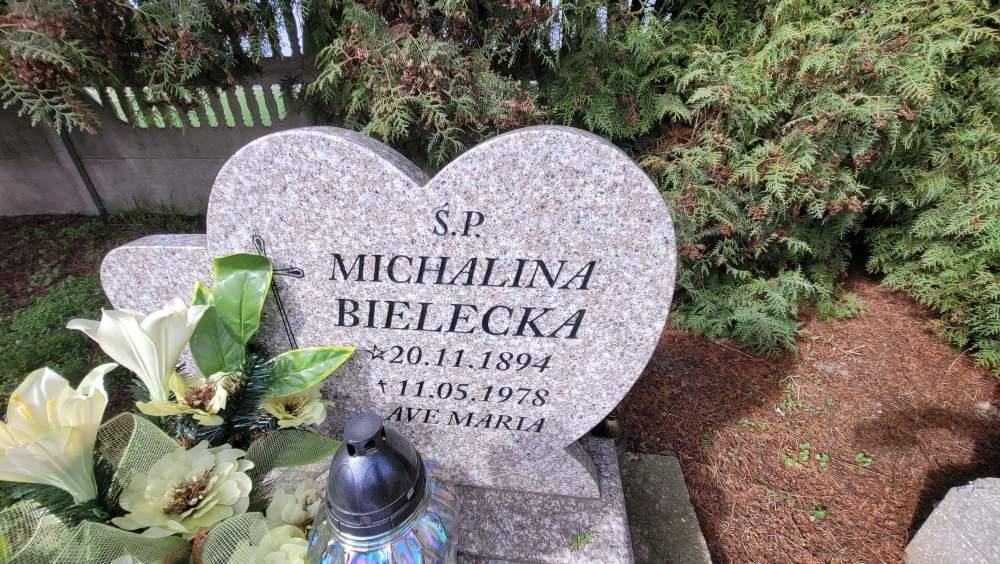 Ś.P.
MICHALINA
BIELECKA
☆20.11.1894
†11.05.1978
AVE MARIA